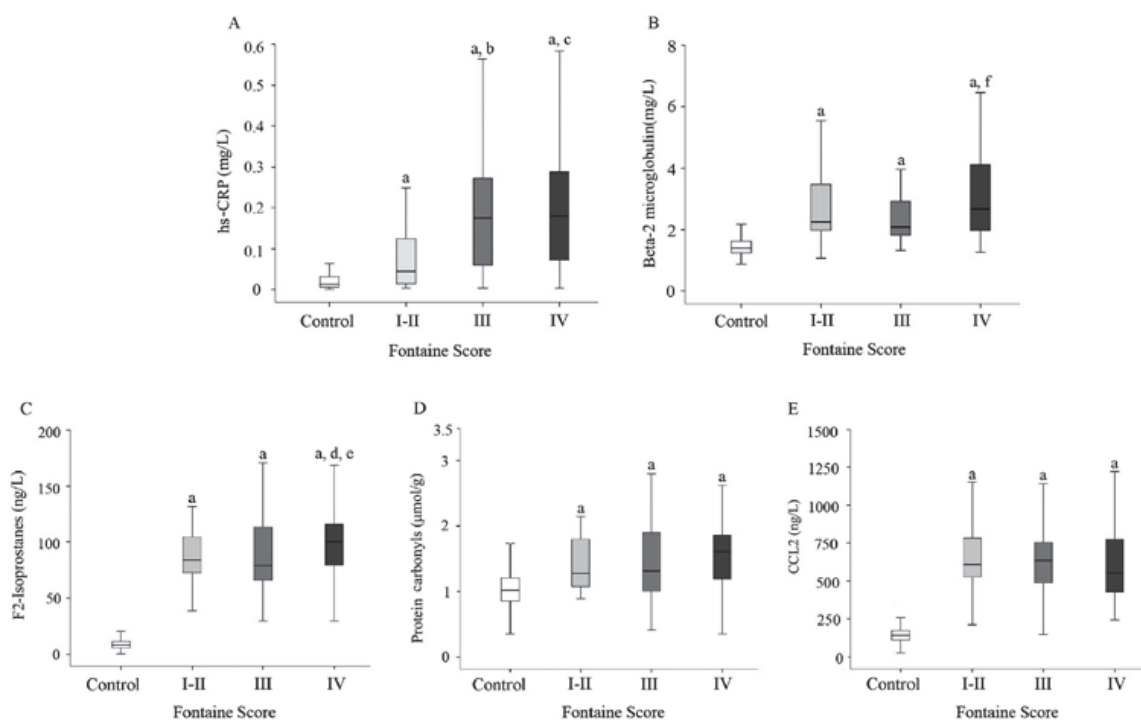 A
hs-CRP (mg/L)
0.6
0.5
0.4
0.3
0.2
0.1
0
a
a, b
a, c
Control I-II III IV
Fontaine Score
B
Beta-2 microglobulin(mg/L)
8
6
4
2
0
a
a
a, f
Control I-II III IV
Fontaine Score
C
F2-Isoprostanes (ng/L)
200
150
100
50
0
a
a
a, d, e
Control I-II III IV
Fontaine Score
D
Protein carbonyls (μmol/g)
3.5
3
2
1
0
a
a
a
Control I-II III IV
Fontaine Score
E
CCL2 (ng/L)
1500
1250
1000
750
500
250
0
a
a
a
Control I-II III IV
Fontaine Score